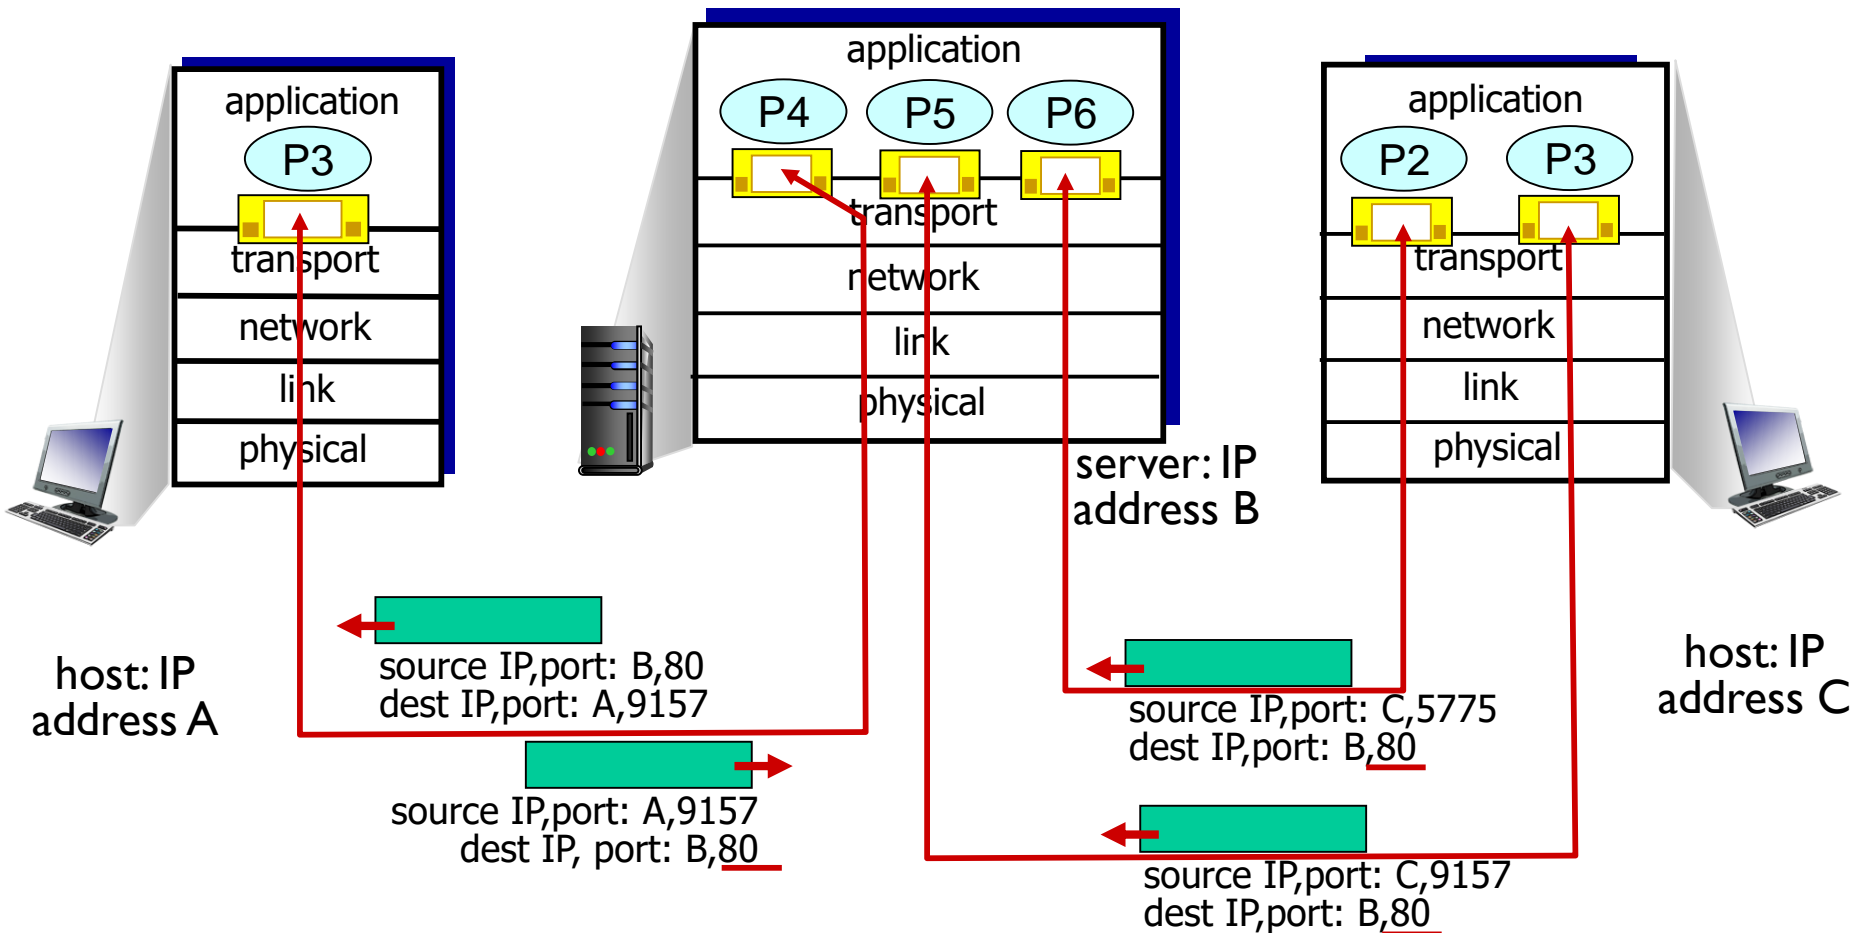 application
P3
transport
network
link
physical
host: IP
address A
application
P4
P5
P6
transport
network
link
physical
server: IP
address B
application
P2
P3
transport
network
link
physical
host: IP
address C
source IP,port: B,80
dest IP,port: A,9157
source IP,port: A,9157
dest IP, port: B,80
source IP,port: C,5775
dest IP,port: B,80
source IP,port: C,9157
dest IP,port: B,80